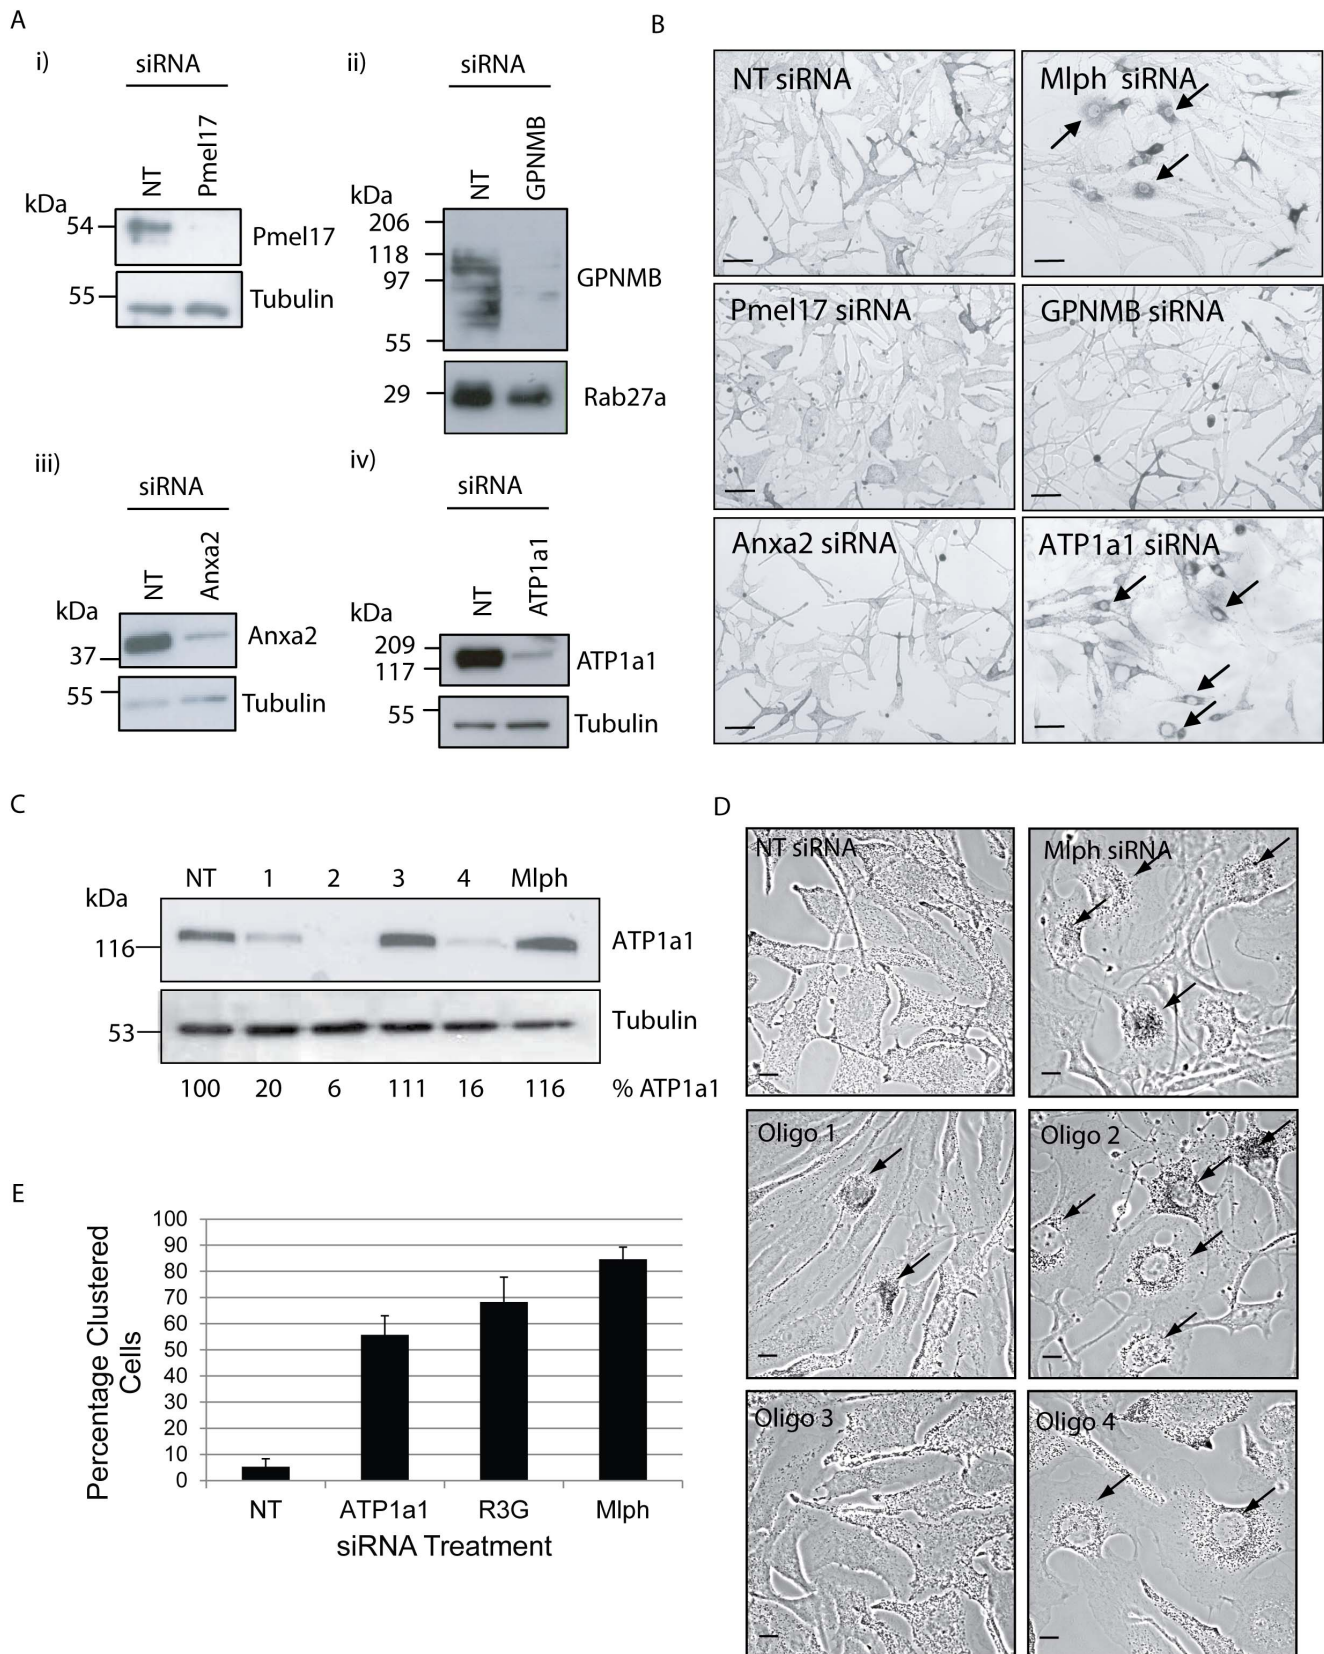 A
i)
siRNA
NT
Pmel17
kDa
54
Pmel17
55
Tubulin
ii)
siRNA
NT
GPNMB
kDa
206
118
97
GPNMB
55
29
Rab27a
iii)
siRNA
NT
Anxa2
kDa
Anxa2
37
55
Tubulin
iv)
siRNA
NT
ATP1a1
kDa
209
117
ATP1a1
55
Tubulin
B
NT siRNA
Mlph siRNA
Pmel17 siRNA
GPNMB siRNA
Anxa2 siRNA
ATP1a1 siRNA
C
NT 1 2 3 4 Mlph
kDa
116
ATP1a1
53
Tubulin
100 20 6 111 16 116 % ATP1a1
D
NT siRNA
Mlph siRNA
Oligo 1
Oligo 2
Oligo 3
Oligo 4
E
Percentage Clustered
Cells
100
90
80
70
60
50
40
30
20
10
0
NT ATP1a1 R3G Mlph
siRNA Treatment